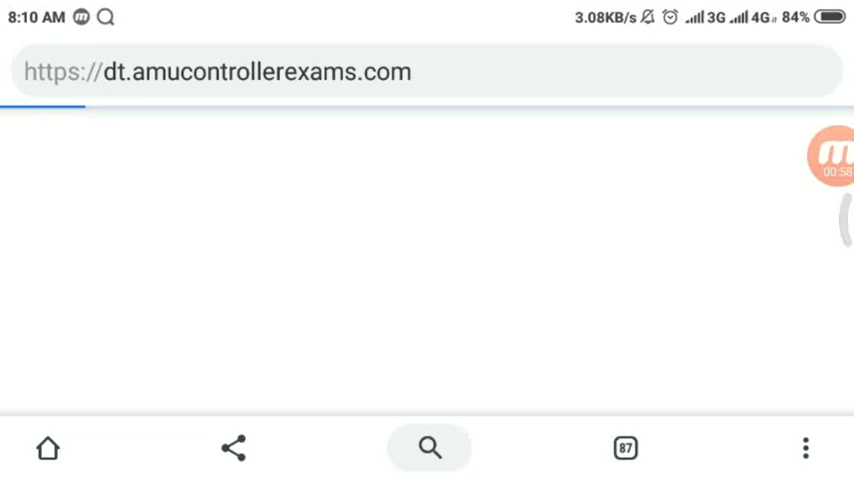 8:10 AM m 3.08KB/s 3G 4G 84%
https://dt.amucontrollerexams.com
m
00:58
87